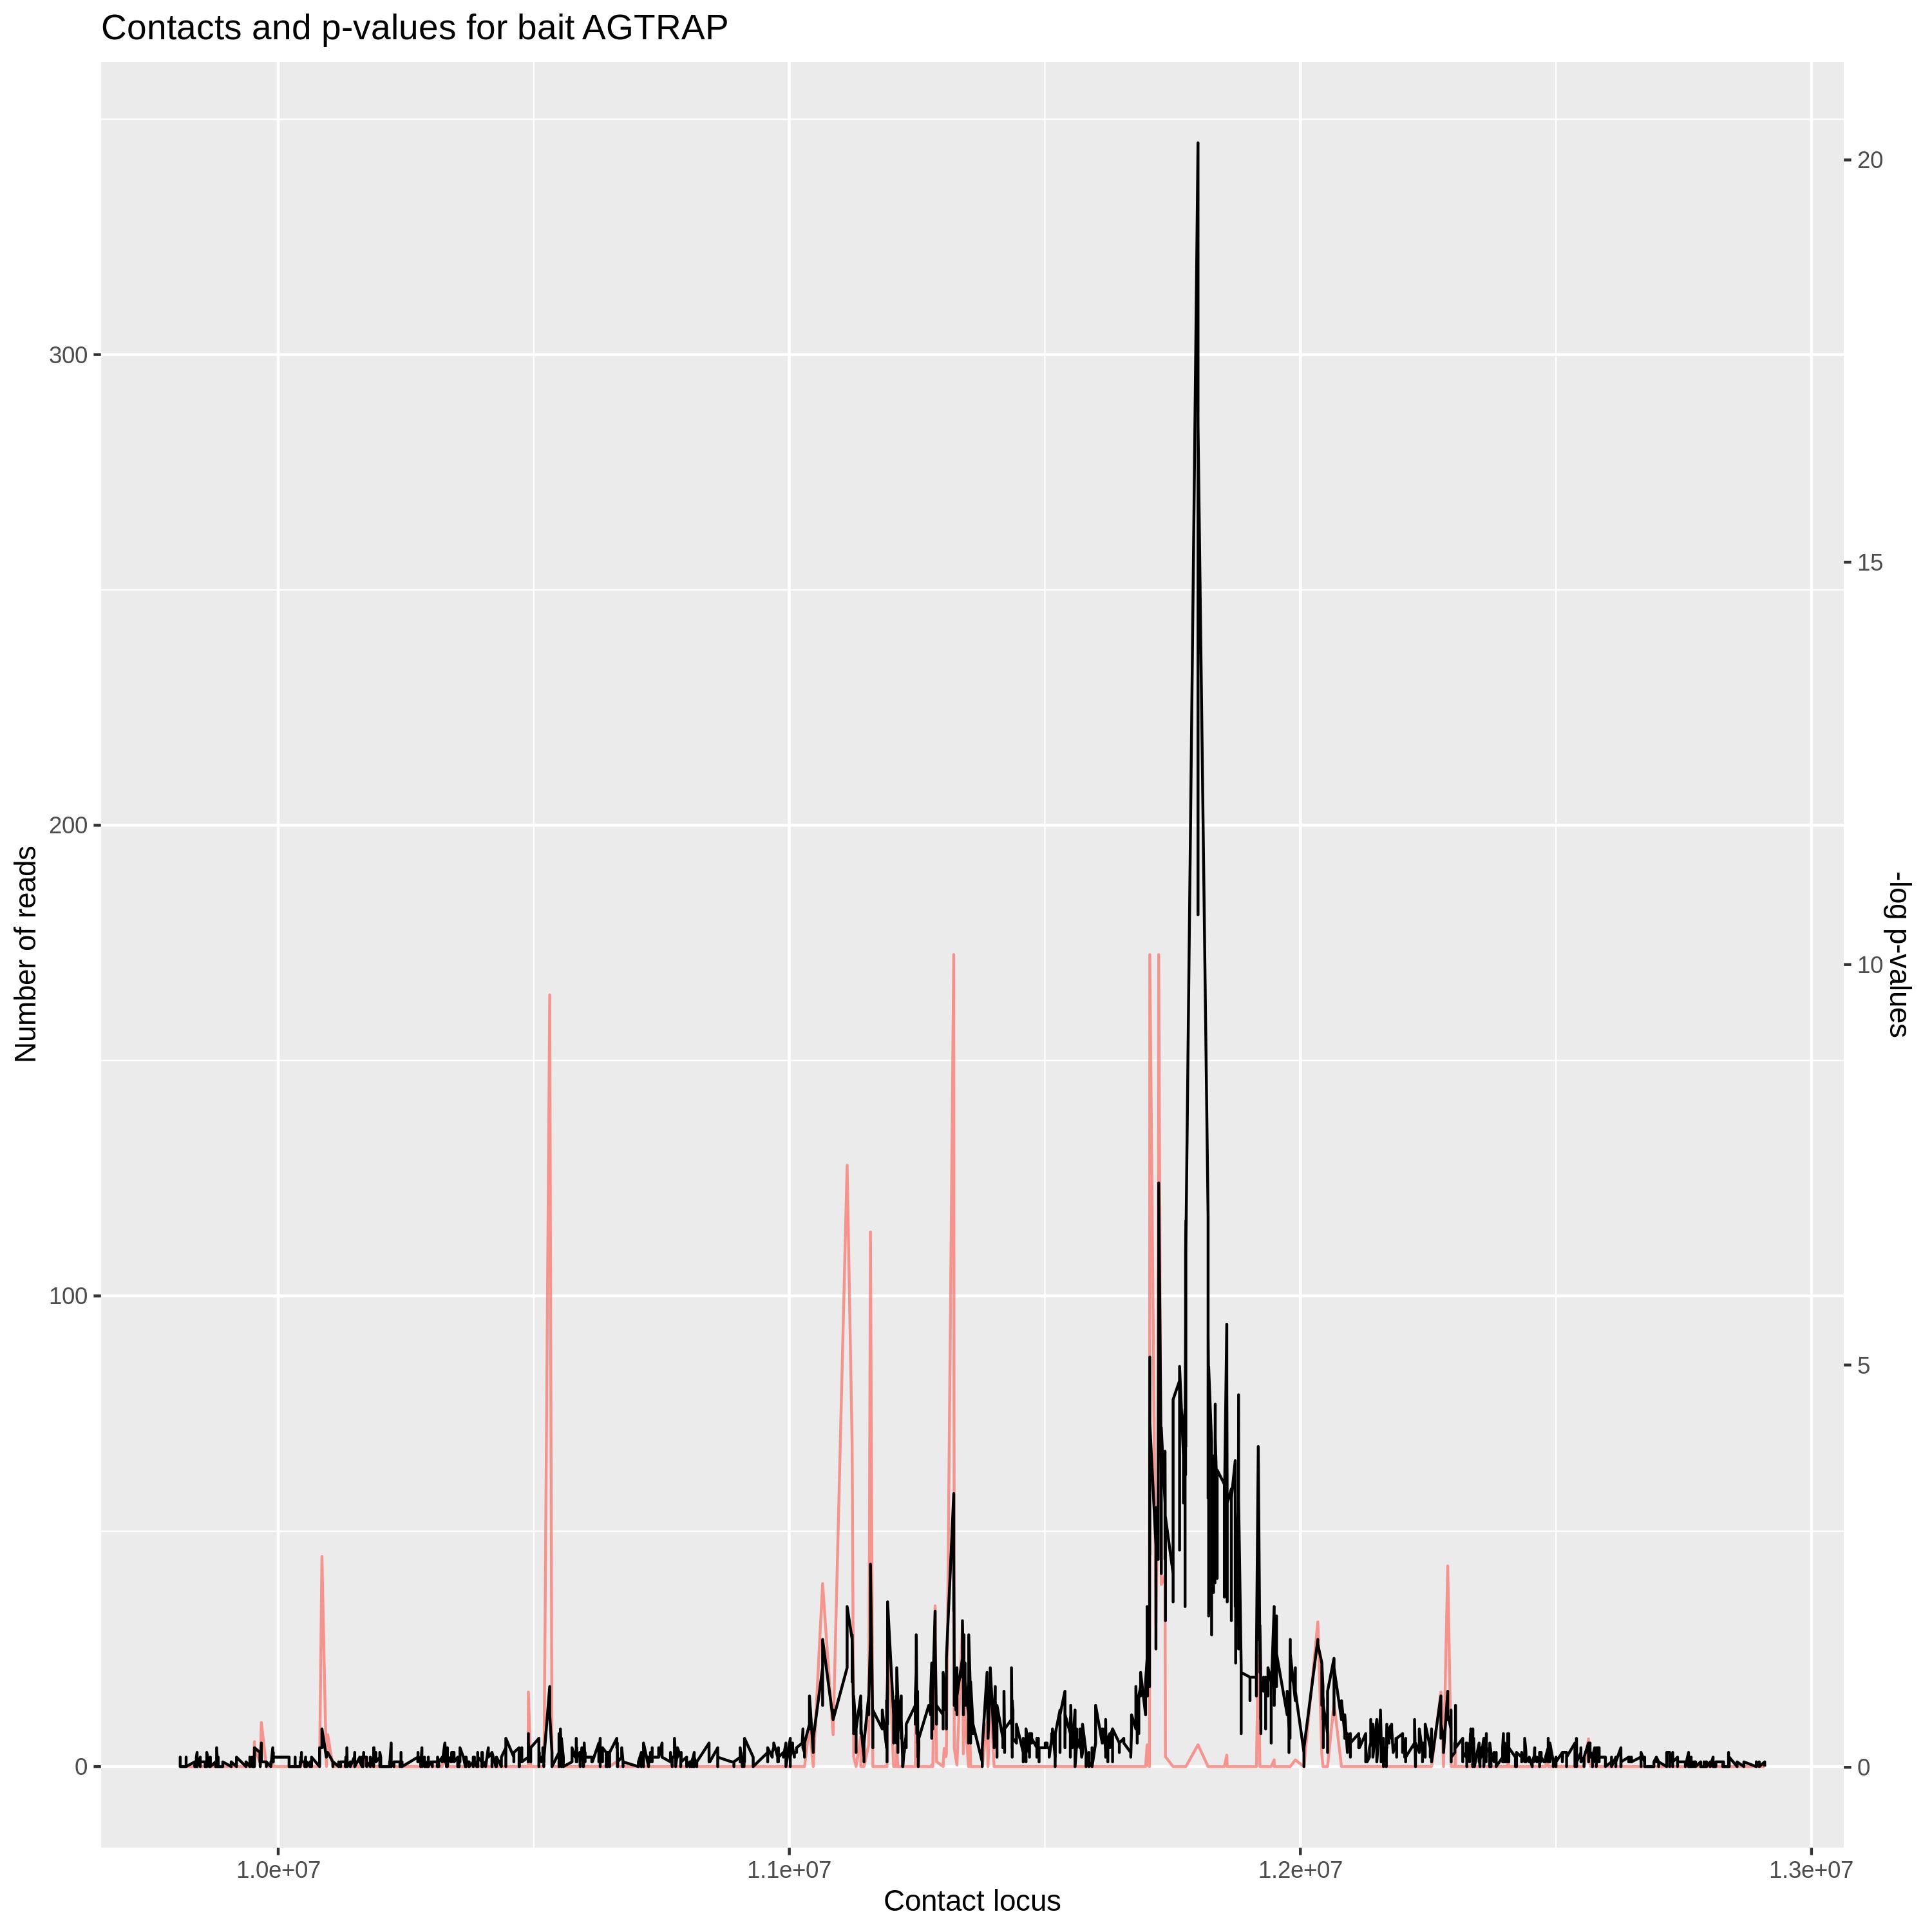 Contacts and p-values for bait AGTRAP
Number of reads
300
200
100
0
20
15
10
5
0
-log p-values
1.0e+07
1.1e+07
1.2e+07
1.3e+07
Contact locus